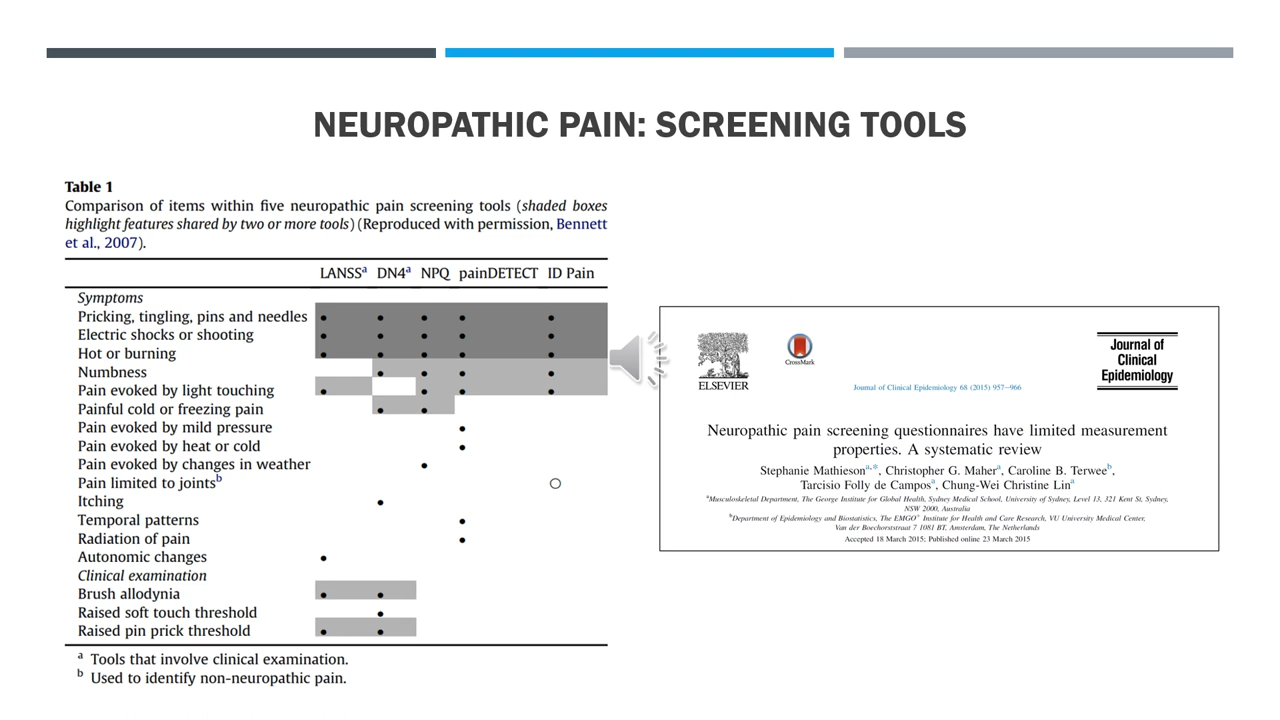 NEUROPATHIC PAIN: SCREENING TOOLS
Table 1
Comparison of items within five neuropathic pain screening tools (shaded boxes
highlight features shared by two or more tools) (Reproduced with permission, Bennett
et al., 2007).
LANSSa DN4a NPQ painDETECT ID Pain
Symptoms
Pricking, tingling, pins and needles • • • • •
Electric shocks or shooting • • • • •
Hot or burning • • • • •
Numbness • • • •
Pain evoked by light touching • • • •
Painful cold or freezing pain • •
Pain evoked by mild pressure •
Pain evoked by heat or cold •
Pain evoked by changes in weather •
Pain limited to jointsb ○
Itching •
Temporal patterns •
Radiation of pain •
Autonomic changes •
Clinical examination
Brush allodynia • •
Raised soft touch threshold •
Raised pin prick threshold • •
a Tools that involve clinical examination.
b Used to identify non-neuropathic pain.
ELSEVIER
CrossMark
Journal of Clinical Epidemiology 68 (2015) 957–966
Journal of
Clinical
Epidemiology
Neuropathic pain screening questionnaires have limited measurement
properties. A systematic review
Stephanie Mathiesona,*, Christopher G. Mahera, Caroline B. Terweeb,
Tarcisio Folly de Camposa, Chung-Wei Christine Lina
aMusculoskeletal Department, The George Institute for Global Health, Sydney Medical School, University of Sydney, Level 13, 321 Kent St, Sydney,
NSW 2000, Australia
bDepartment of Epidemiology and Biostatistics, The EMGO+ Institute for Health and Care Research, VU University Medical Center,
Van der Boechorststraat 7 1081 BT, Amsterdam, The Netherlands
Accepted 18 March 2015; Published online 23 March 2015